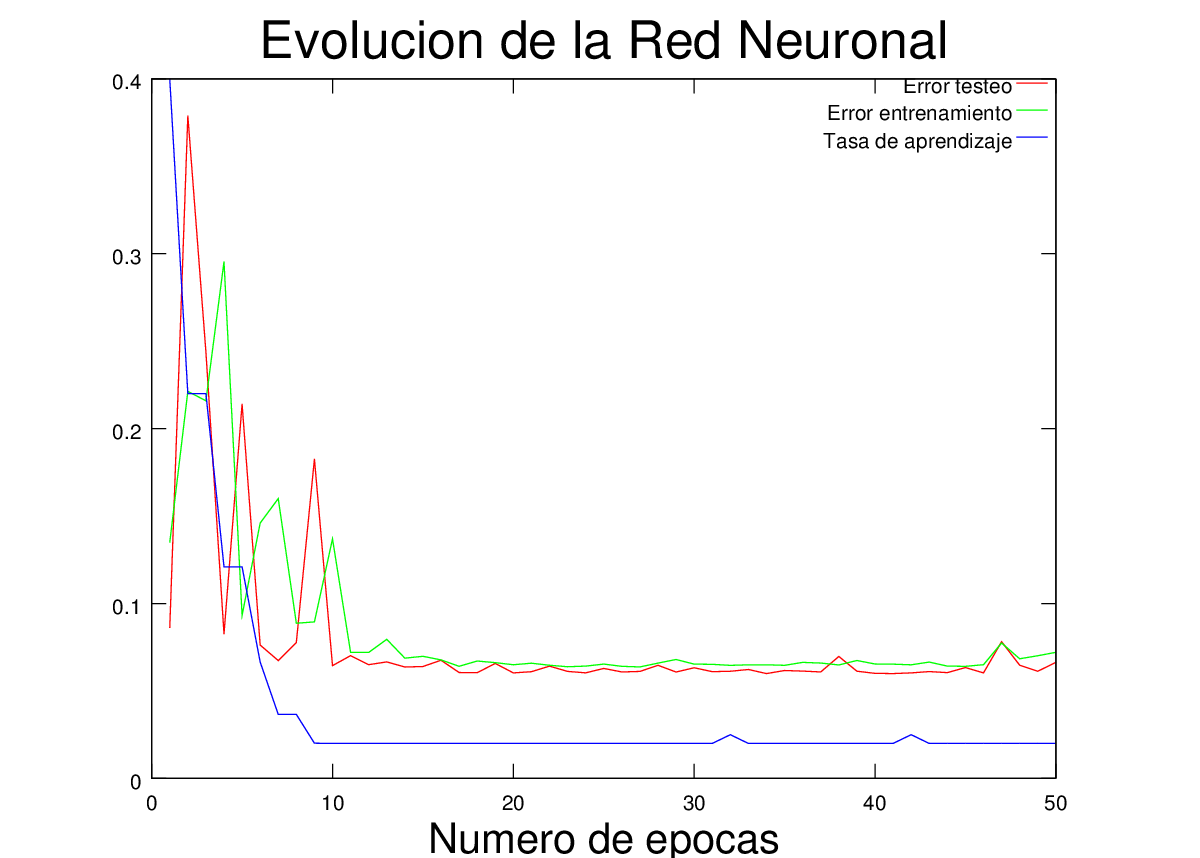 Evolucion de la Red Neuronal
Error testeo
Error entrenamiento
Tasa de aprendizaje
0.4
0.3
0.2
0.1
0
0 10 20 30 40 50
Numero de epocas